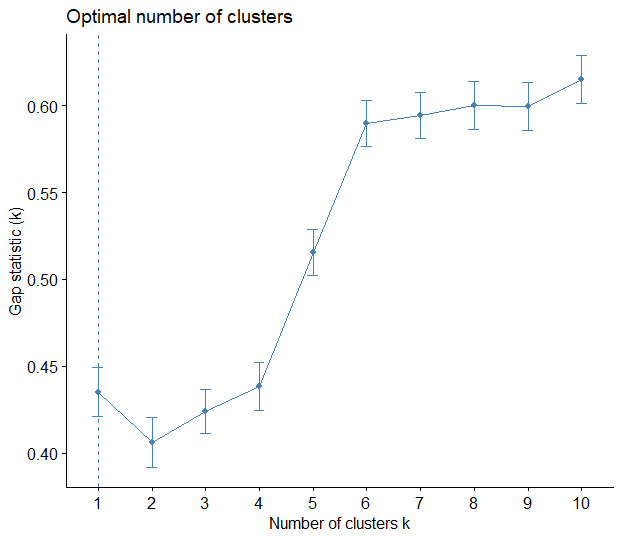 Optimal number of clusters
Gap statistic (k)
0.60
0.55
0.50
0.45
0.40
1 2 3 4 5 6 7 8 9 10
Number of clusters k